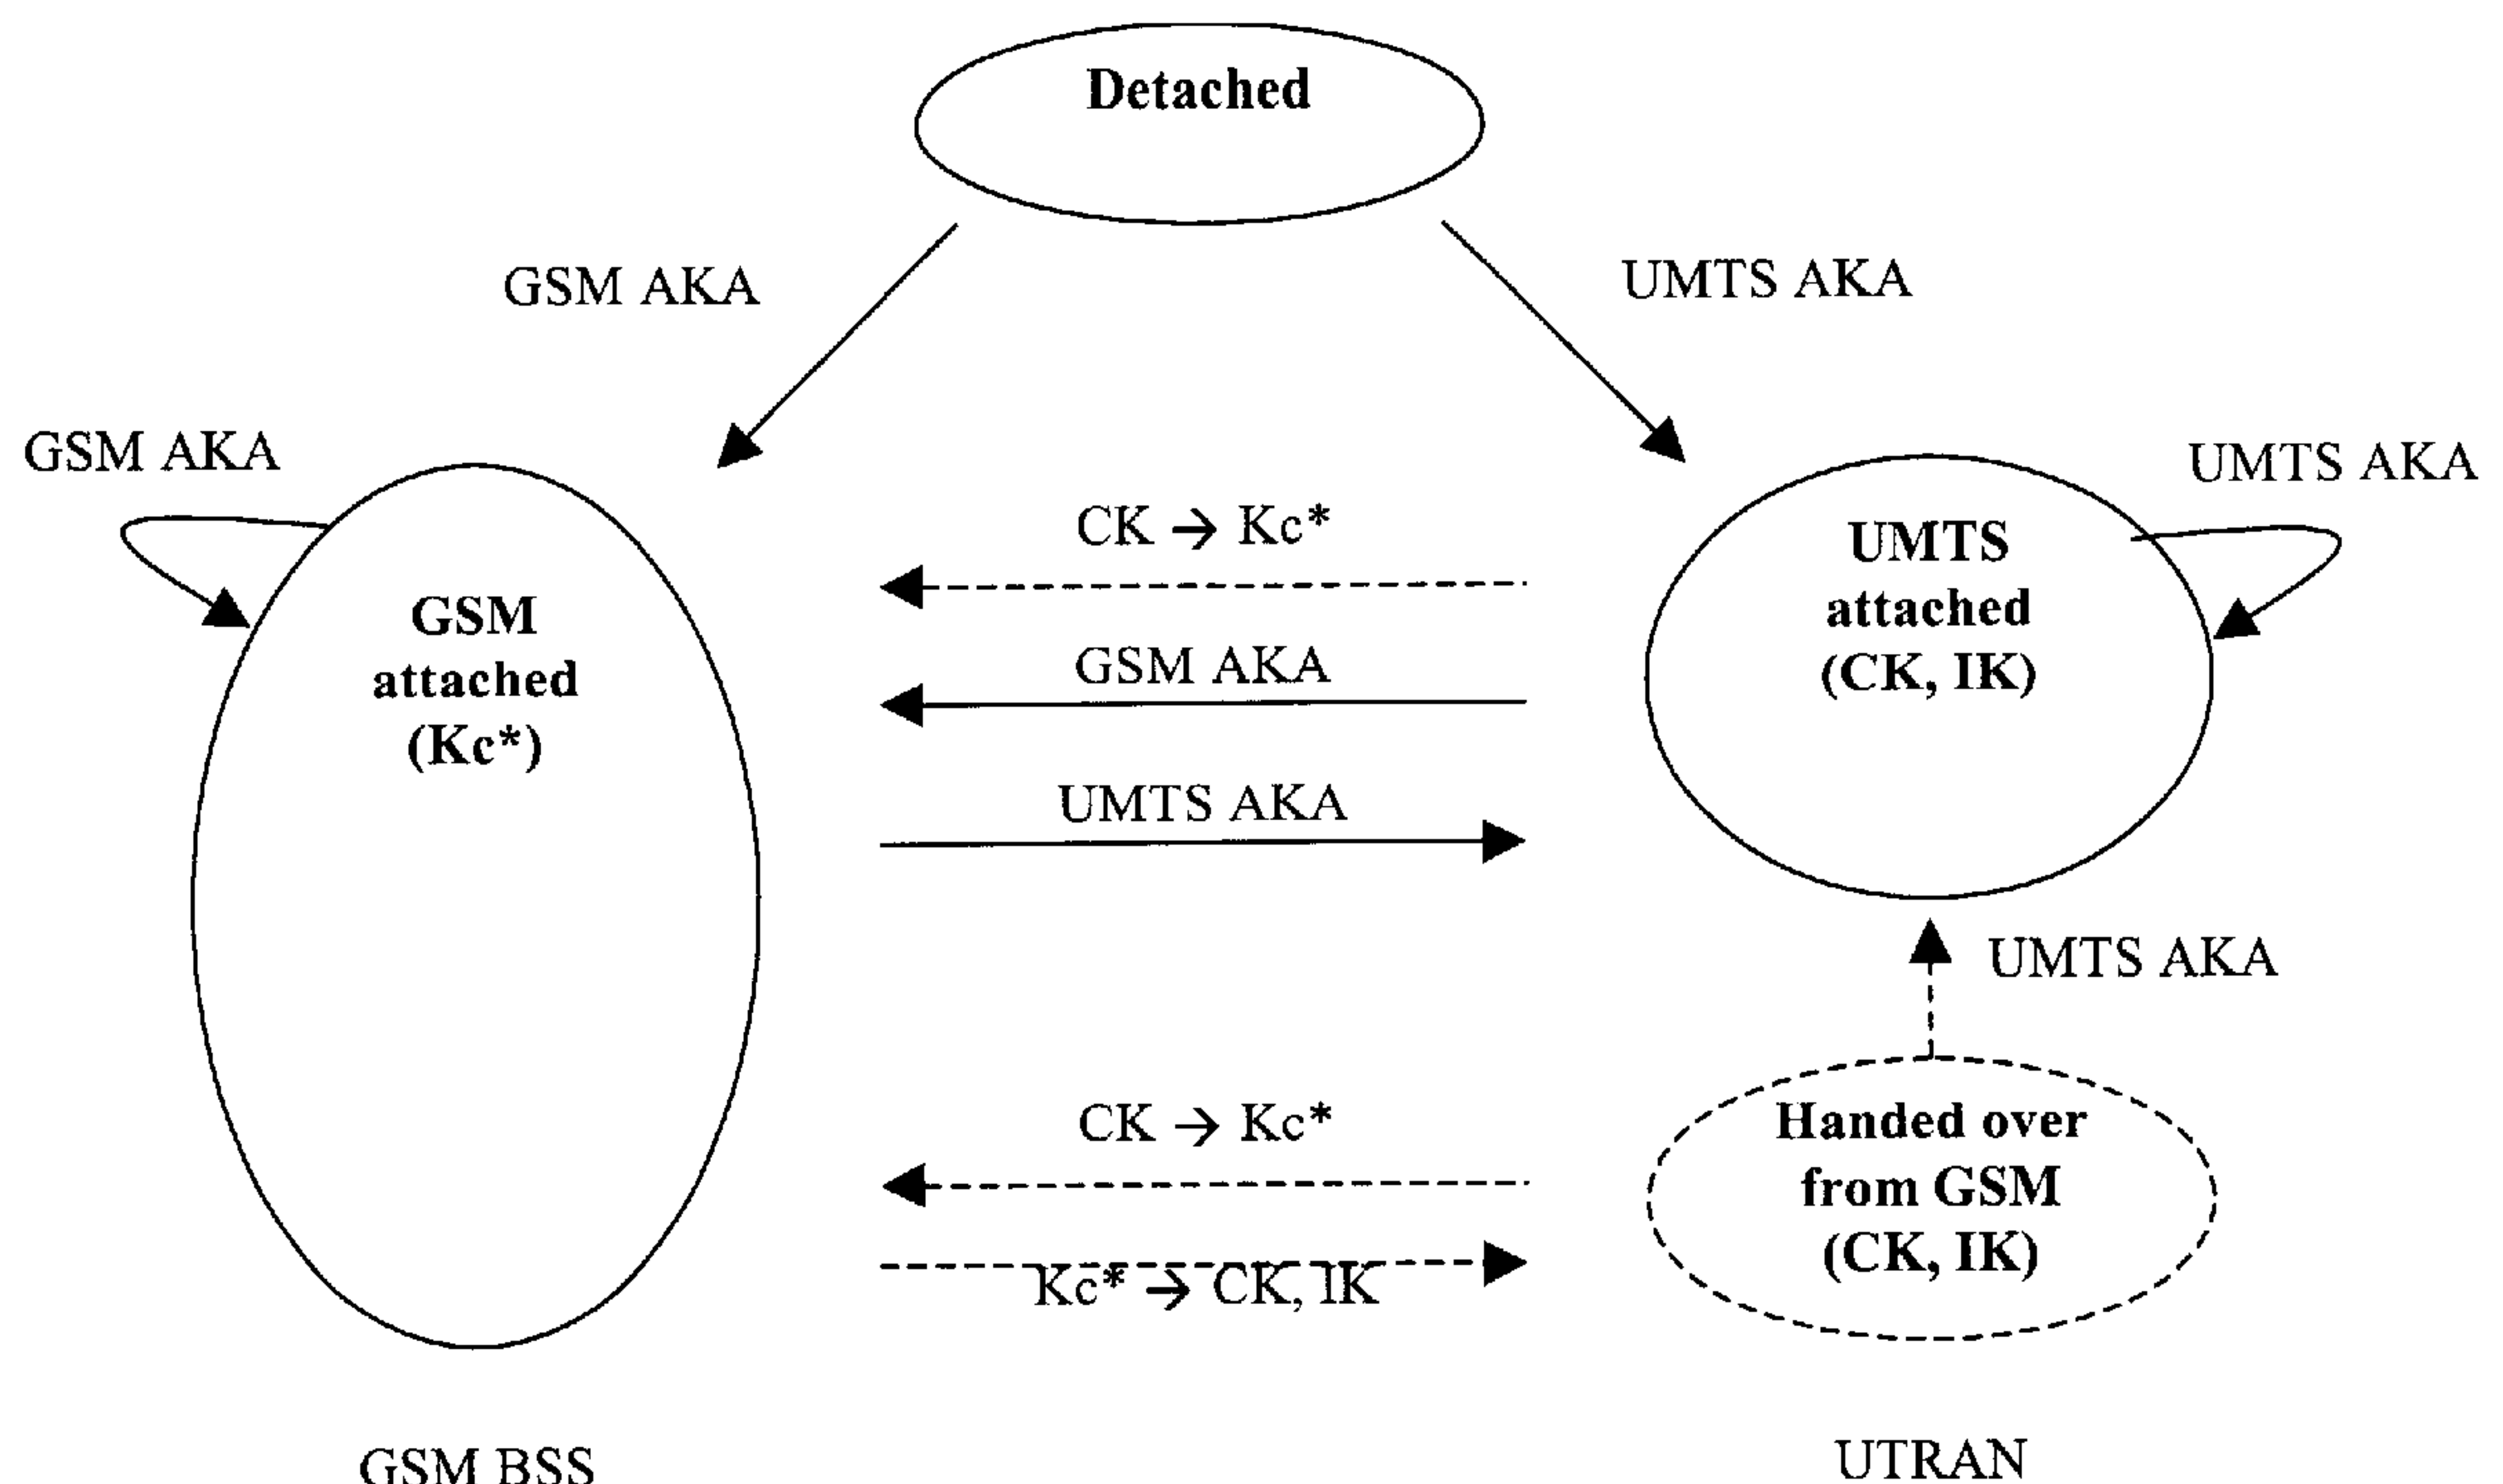 Detached
GSM AKA
UMTS AKA
GSM AKA
UMTS AKA
CK → Kc*
UMTS
attached
(CK, IK)
GSM
attached
(Kc*)
GSM AKA
UMTS AKA
UMTS AKA
CK → Kc*
Handed over
from GSM
(CK, IK)
Kc* → CK, IK
GSM BSS
UTRAN